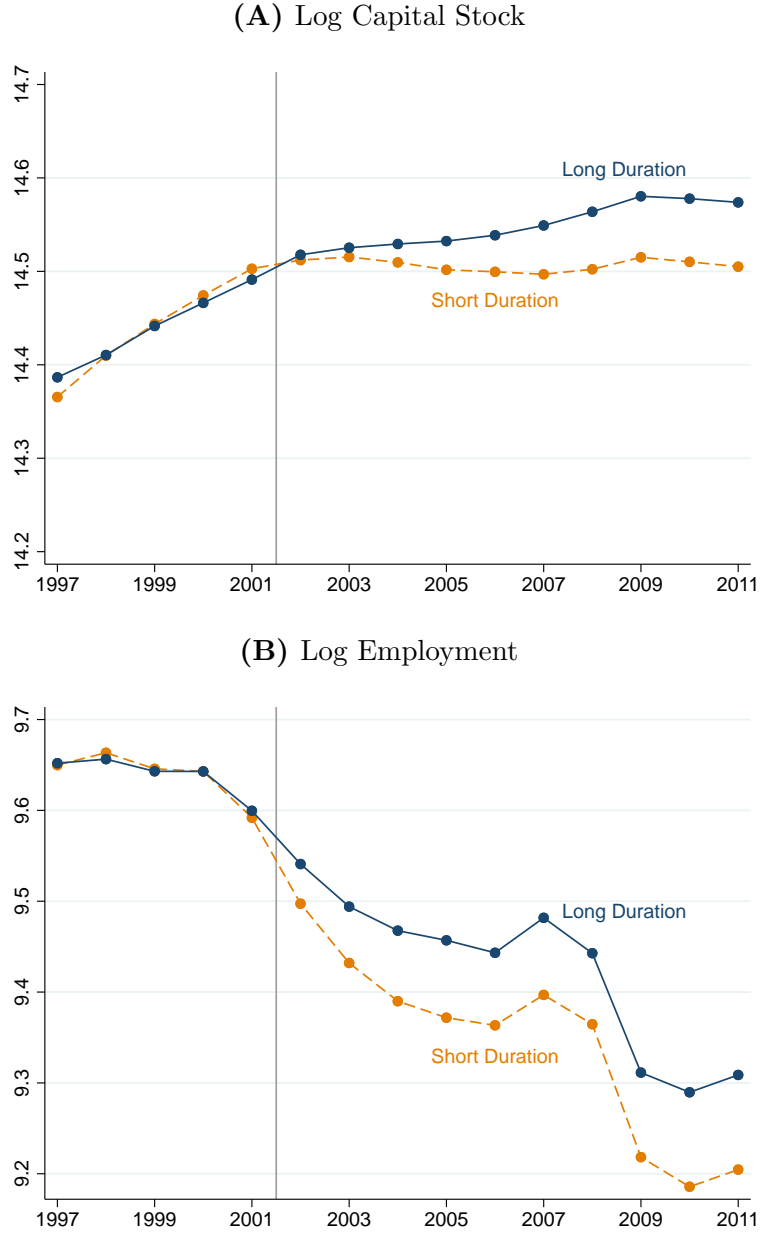 (A) Log Capital Stock
14.7
14.6
14.5
14.4
14.3
14.2
Long Duration
Short Duration
1997 1999 2001 2003 2005 2007 2009 2011
(B) Log Employment
9.7
9.6
9.5
9.4
9.3
9.2
Long Duration
Short Duration
1997 1999 2001 2003 2005 2007 2009 2011